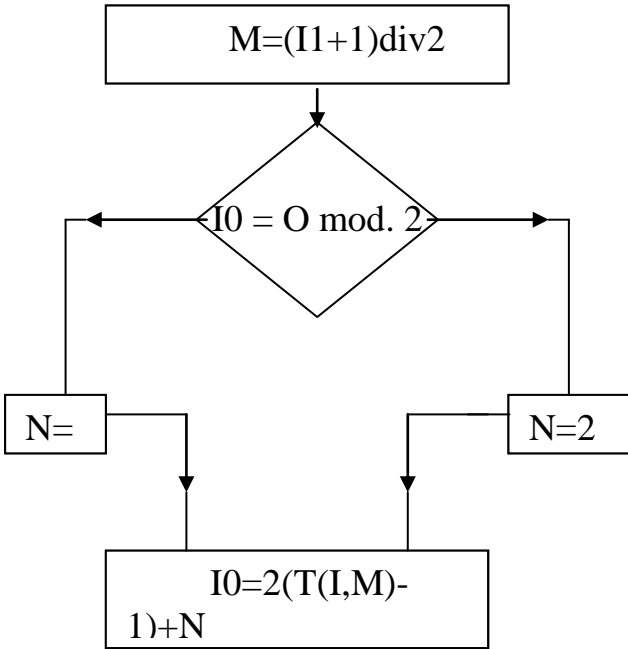 M=(I1+1)div2
I0 = O mod. 2
N=
N=2
I0=2(T(I,M)-
1)+N